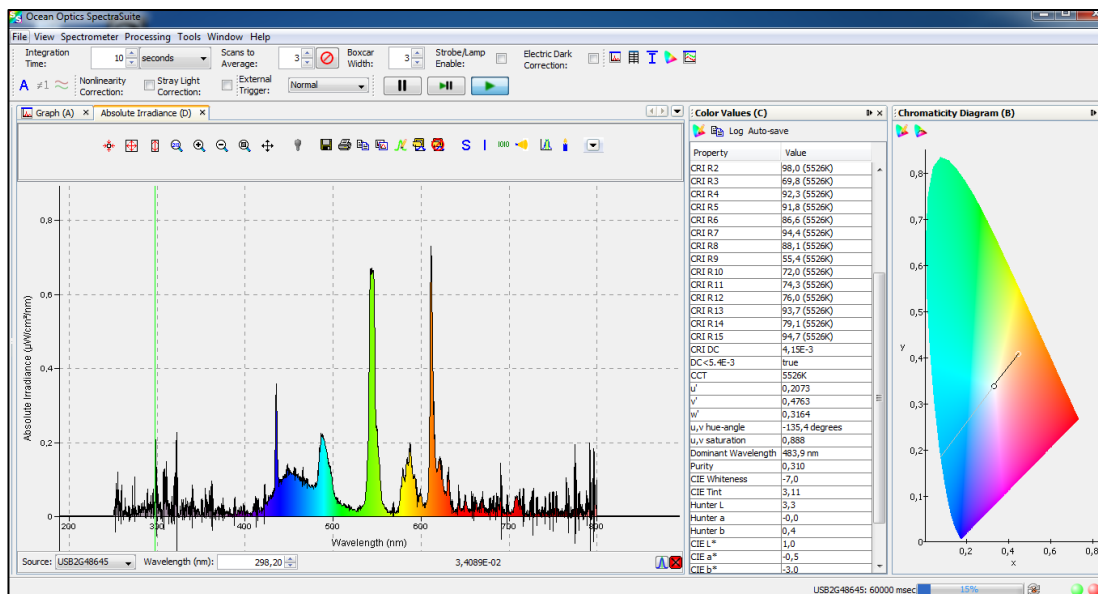 Ocean Optics SpectraSuite
File View Spectrometer Processing Tools Window Help
Integration Time: 10 seconds Scans to Average: 3 Boxcar Width: 3 Strobe/Lamp Enable: Electric Dark Correction:
A ≠1 Nonlinearity Correction: Stray Light Correction: External Trigger: Normal
Graph (A) Absolute Irradiance (D)
S I
Absolute Irradiance (µW/cm²/nm)
0,8
0,6
0,4
0,2
0
200 300 400 500 600 700 800
Wavelength (nm)
Source: USB2G48645 Wavelength (nm): 298,20 3,4089E-02
Color Values (C)
Log Auto-save
Property Value
CRI R2 98,0 (5526K)
CRI R3 69,8 (5526K)
CRI R4 92,3 (5526K)
CRI R5 91,8 (5526K)
CRI R6 86,6 (5526K)
CRI R7 94,4 (5526K)
CRI R8 88,1 (5526K)
CRI R9 55,4 (5526K)
CRI R10 72,0 (5526K)
CRI R11 74,3 (5526K)
CRI R12 76,0 (5526K)
CRI R13 93,7 (5526K)
CRI R14 79,1 (5526K)
CRI R15 94,7 (5526K)
CRI DC 4,15E-3
DC<5.4E-3 true
CCT 5526K
u' 0,2073
v' 0,4763
w' 0,3164
u,v hue-angle -135,4 degrees
u,v saturation 0,888
Dominant Wavelength 483,9 nm
Purity 0,310
CIE Whiteness -7,0
CIE Tint 3,11
Hunter L 3,3
Hunter a -0,0
Hunter b 0,4
CIE L* 1,0
CIE a* -0,5
CIE b* -3,0
Chromaticity Diagram (B)
0,8
0,7
0,6
0,5
0,4
y
0,3
0,2
0,1
0
0,2 0,4 0,6 0,8
x
USB2G48645: 60000 msec 15%